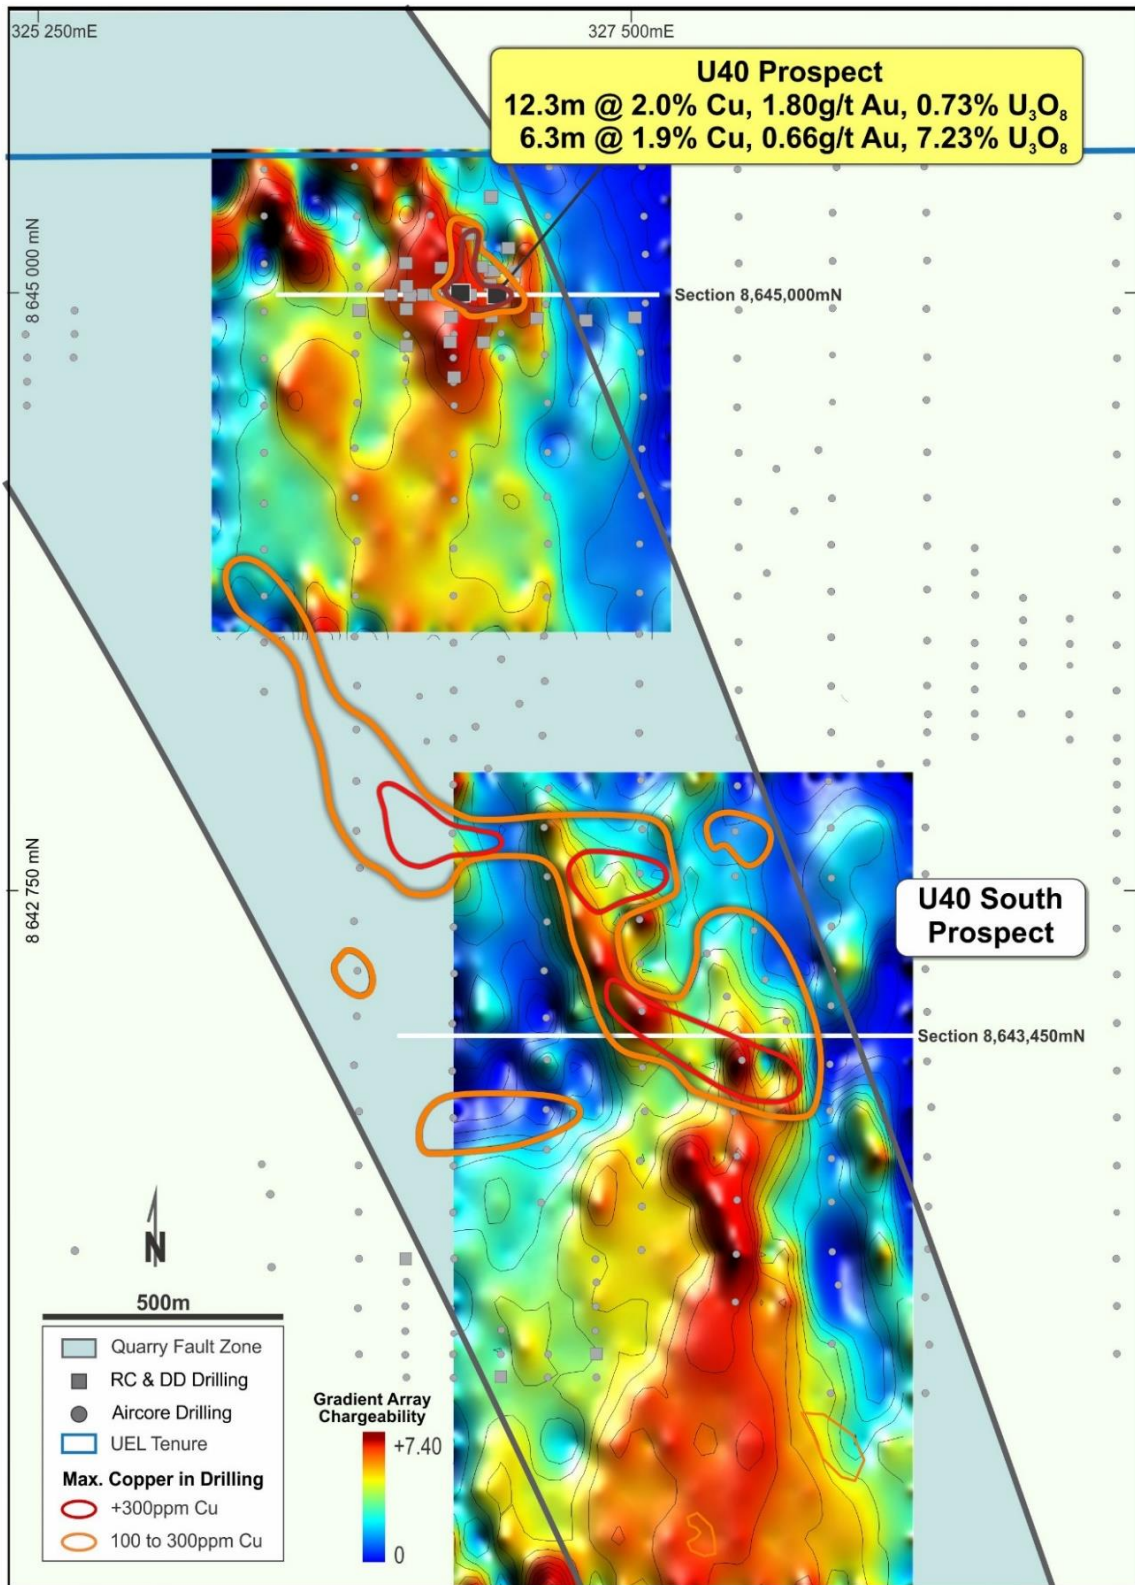 325 250mE
327 500mE
U40 Prospect
12.3m @ 2.0% Cu, 1.80g/t Au, 0.73% U₃O₈
6.3m @ 1.9% Cu, 0.66g/t Au, 7.23% U₃O₈
8 645 000 mN
Section 8,645,000mN
8 642 750 mN
U40 South
Prospect
Section 8,643,450mN
N
500m
Quarry Fault Zone
RC & DD Drilling
Aircore Drilling
UEL Tenure
Max. Copper in Drilling
+300ppm Cu
100 to 300ppm Cu
Gradient Array
Chargeability
+7.40
0